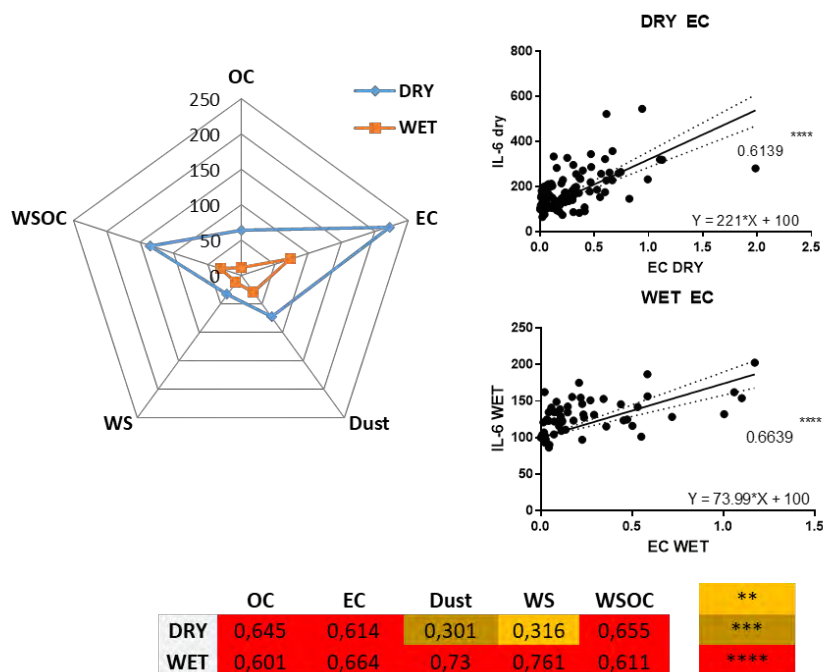 OC
250
200
150
100
50
0
DRY
WET
EC
Dust
WS
WSOC
DRY EC
800
600
400
200
0
IL-6 dry
0.0 0.5 1.0 1.5 2.0 2.5
EC DRY
****
0.6139
Y = 221*X + 100
WET EC
250
200
150
100
50
0
IL-6 WET
0.0 0.5 1.0 1.5
EC WET
****
0.6639
Y = 73.99*X + 100
OC EC Dust WS WSOC
DRY 0,645 0,614 0,301 0,316 0,655
WET 0,601 0,664 0,73 0,761 0,611
**
***
****